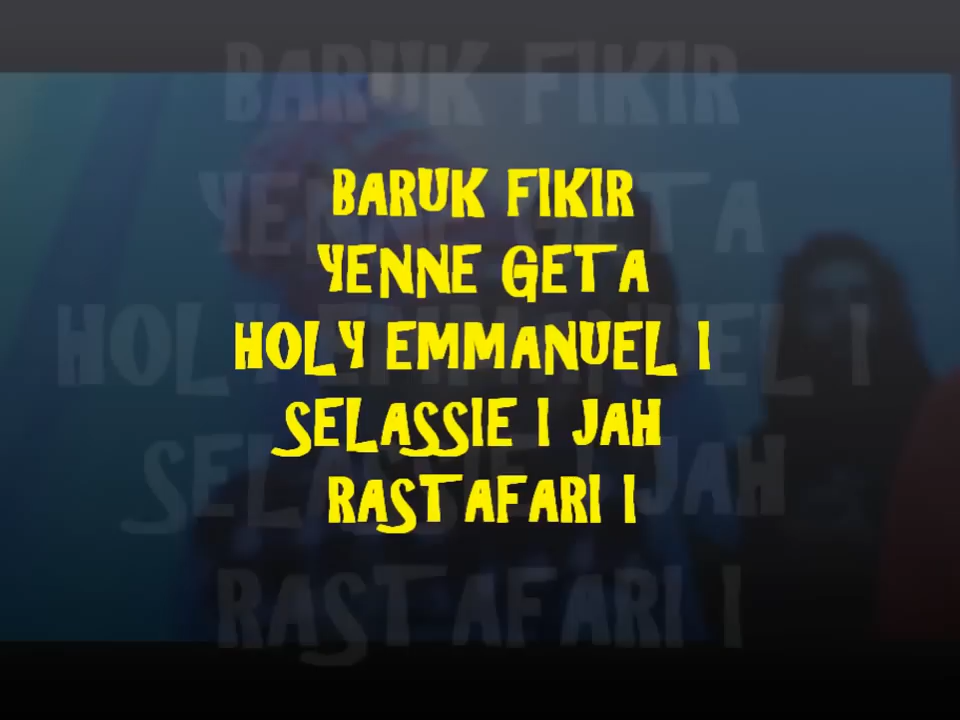 BARUK FIKIR
YENNE GETA
HOLY EMMANUEL I
SELASSIE I JAH
RASTAFARI I